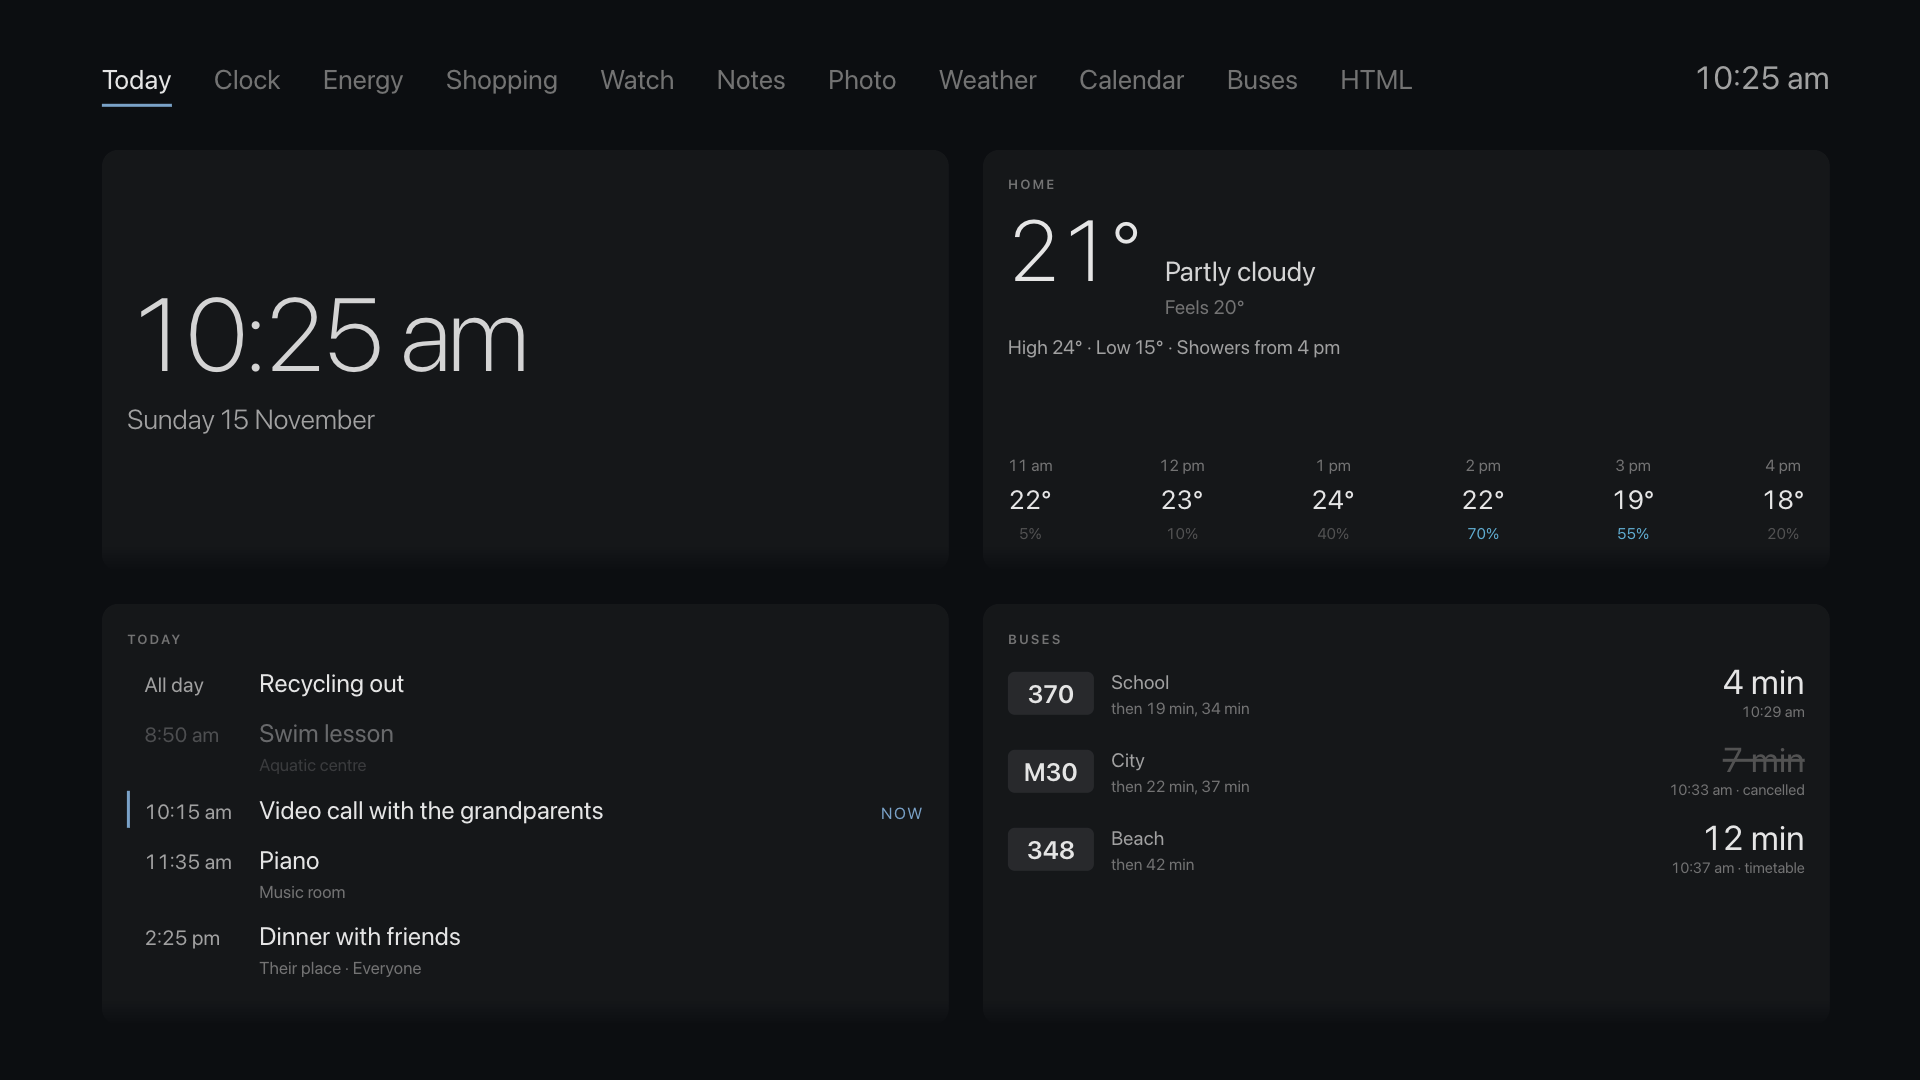 Today Clock Energy Shopping Watch Notes Photo Weather Calendar Buses HTML 10:25 am
10:25 am
Sunday 15 November
HOME
21°
Partly cloudy
Feels 20°
High 24° · Low 15° · Showers from 4 pm
11 am 12 pm 1 pm 2 pm 3 pm 4 pm
22° 23° 24° 22° 19° 18°
5% 10% 40% 70% 55% 20%
TODAY
All day Recycling out
8:50 am Swim lesson
Aquatic centre
10:15 am Video call with the grandparents NOW
11:35 am Piano
Music room
2:25 pm Dinner with friends
Their place · Everyone
BUSES
370 School 4 min
then 19 min, 34 min 10:29 am
M30 City 7 min
then 22 min, 37 min 10:33 am · cancelled
348 Beach 12 min
then 42 min 10:37 am · timetable